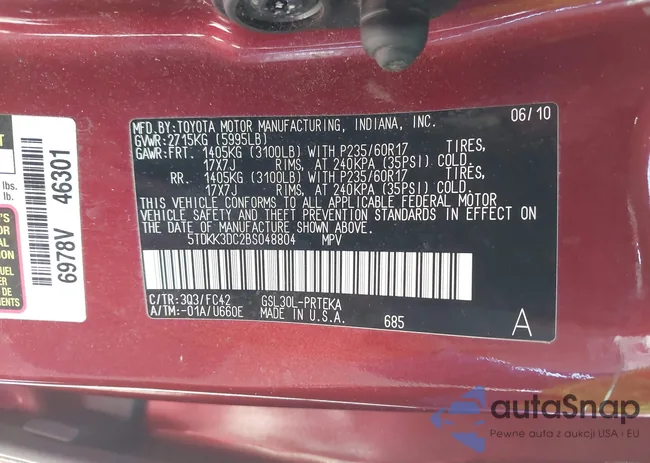 MFD.BY: TOYOTA MOTOR MANUFACTURING, INDIANA, INC. 06/10
GVWR: 2715KG (5995LB)
GAWR: FRT. 1405KG (3100LB) WITH P235/60R17 TIRES,
17X7J RIMS, AT 240KPA (35PSI) COLD.
RR. 1405KG (3100LB) WITH P235/60R17 TIRES,
17X7J RIMS, AT 240KPA (35PSI) COLD.
THIS VEHICLE CONFORMS TO ALL APPLICABLE FEDERAL MOTOR
VEHICLE SAFETY AND THEFT PREVENTION STANDARDS IN EFFECT ON
THE DATE OF MANUFACTURE SHOWN ABOVE.
5TDKK3DC2BS048804 MPV
C/TR: 3Q3/FC42 GSL30L-PRTEKA
A/TM: -01A/U660E MADE IN U.S.A. 685 A
6978V 46301
lbs.
lb.
autoSnap
Pewne auta z aukcji USA i EU